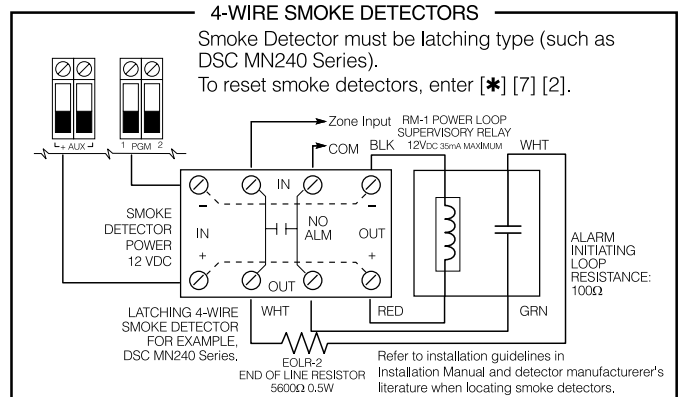 4-WIRE SMOKE DETECTORS
Smoke Detector must be latching type (such as
DSC MN240 Series).
To reset smoke detectors, enter [✱] [7] [2].
+ AUX -
1 PGM 2
Zone Input
COM
BLK
RM-1 POWER LOOP
SUPERVISORY RELAY
12VDC 35mA MAXIMUM
WHT
SMOKE
DETECTOR
POWER
12 VDC
–
IN
–
IN
NO
ALM
OUT
+
+
OUT
ALARM
INITIATING
LOOP
RESISTANCE:
100Ω
LATCHING 4-WIRE
SMOKE DETECTOR
FOR EXAMPLE,
DSC MN240 Series.
WHT
RED
GRN
EOLR-2
END OF LINE RESISTOR
5600Ω 0.5W
Refer to installation guidelines in
Installation Manual and detector manufacturerer's
literature when locating smoke detectors.